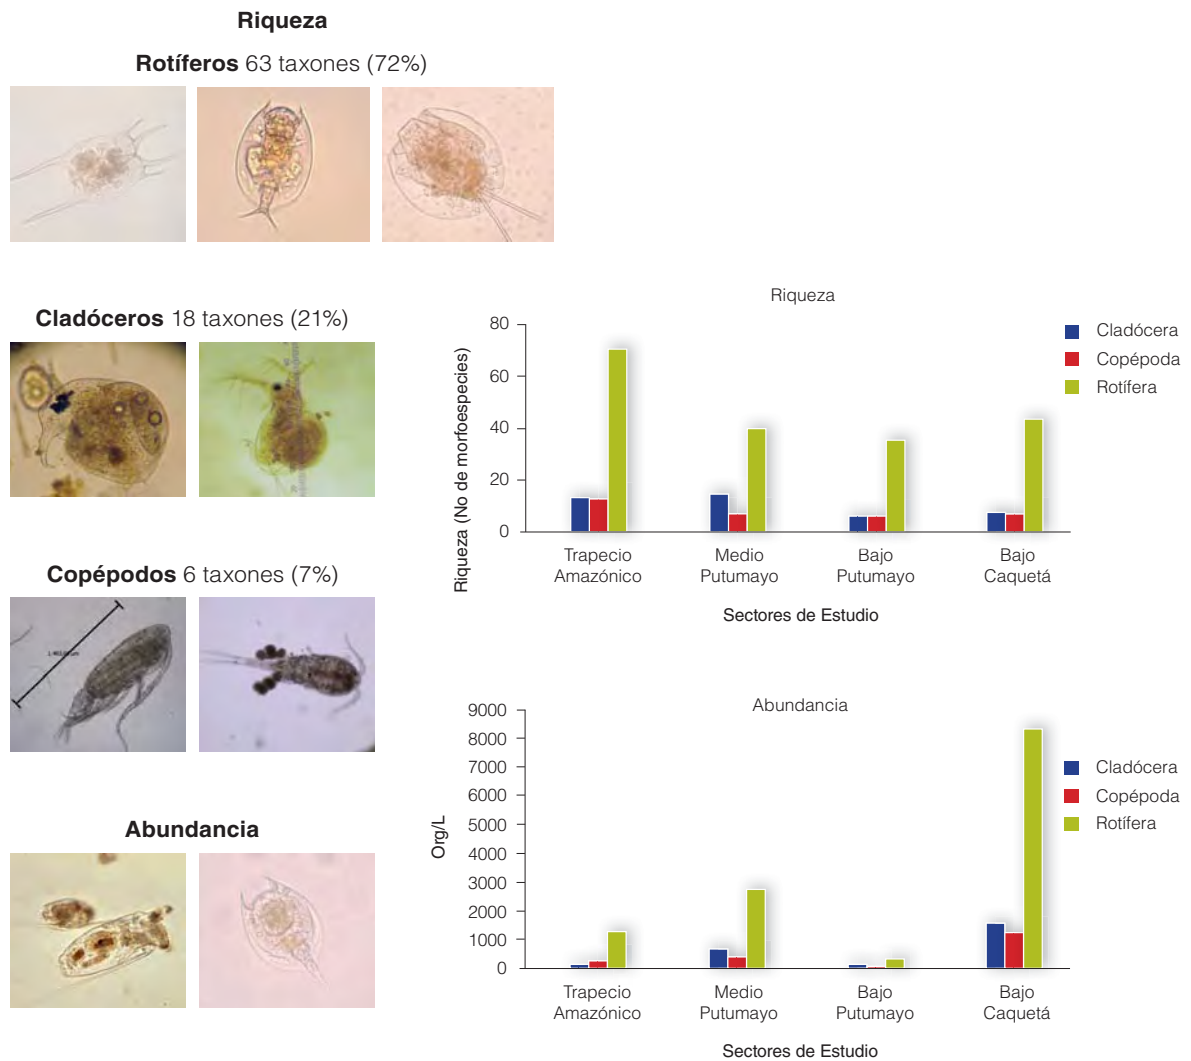 Riqueza
Rotíferos 63 taxones (72%)
Cladóceros 18 taxones (21%)
Copépodos 6 taxones (7%)
Abundancia
Riqueza
Riqueza (No de morfoespecies)
80
60
40
20
0
Trapecio
Amazónico
Medio
Putumayo
Bajo
Putumayo
Bajo
Caquetá
Sectores de Estudio
Cladócera
Copépoda
Rotífera
Abundancia
Org/L
9000
8000
7000
6000
5000
4000
3000
2000
1000
0
Trapecio
Amazónico
Medio
Putumayo
Bajo
Putumayo
Bajo
Caquetá
Sectores de Estudio
Cladócera
Copépoda
Rotífera